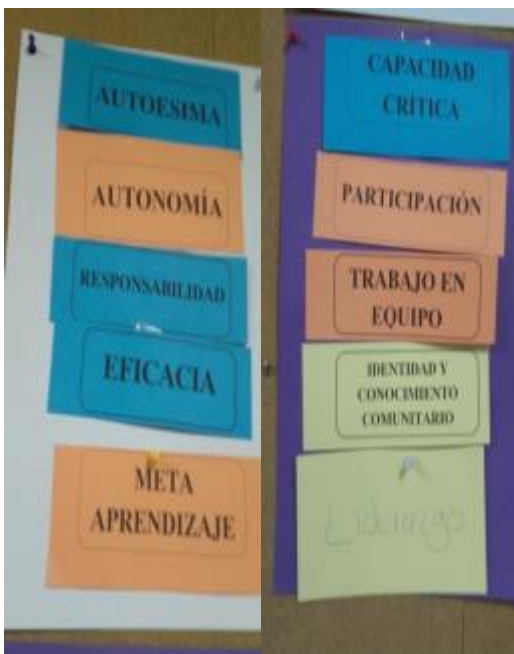 AUTOESIMA
AUTONOMÍA
RESPONSABILIDAD
EFICACIA
META
APRENDIZAJE
CAPACIDAD
CRÍTICA
PARTICIPACIÓN
TRABAJO EN
EQUIPO
IDENTIDAD Y
CONOCIMIENTO
COMUNITARIO
Liderazgo